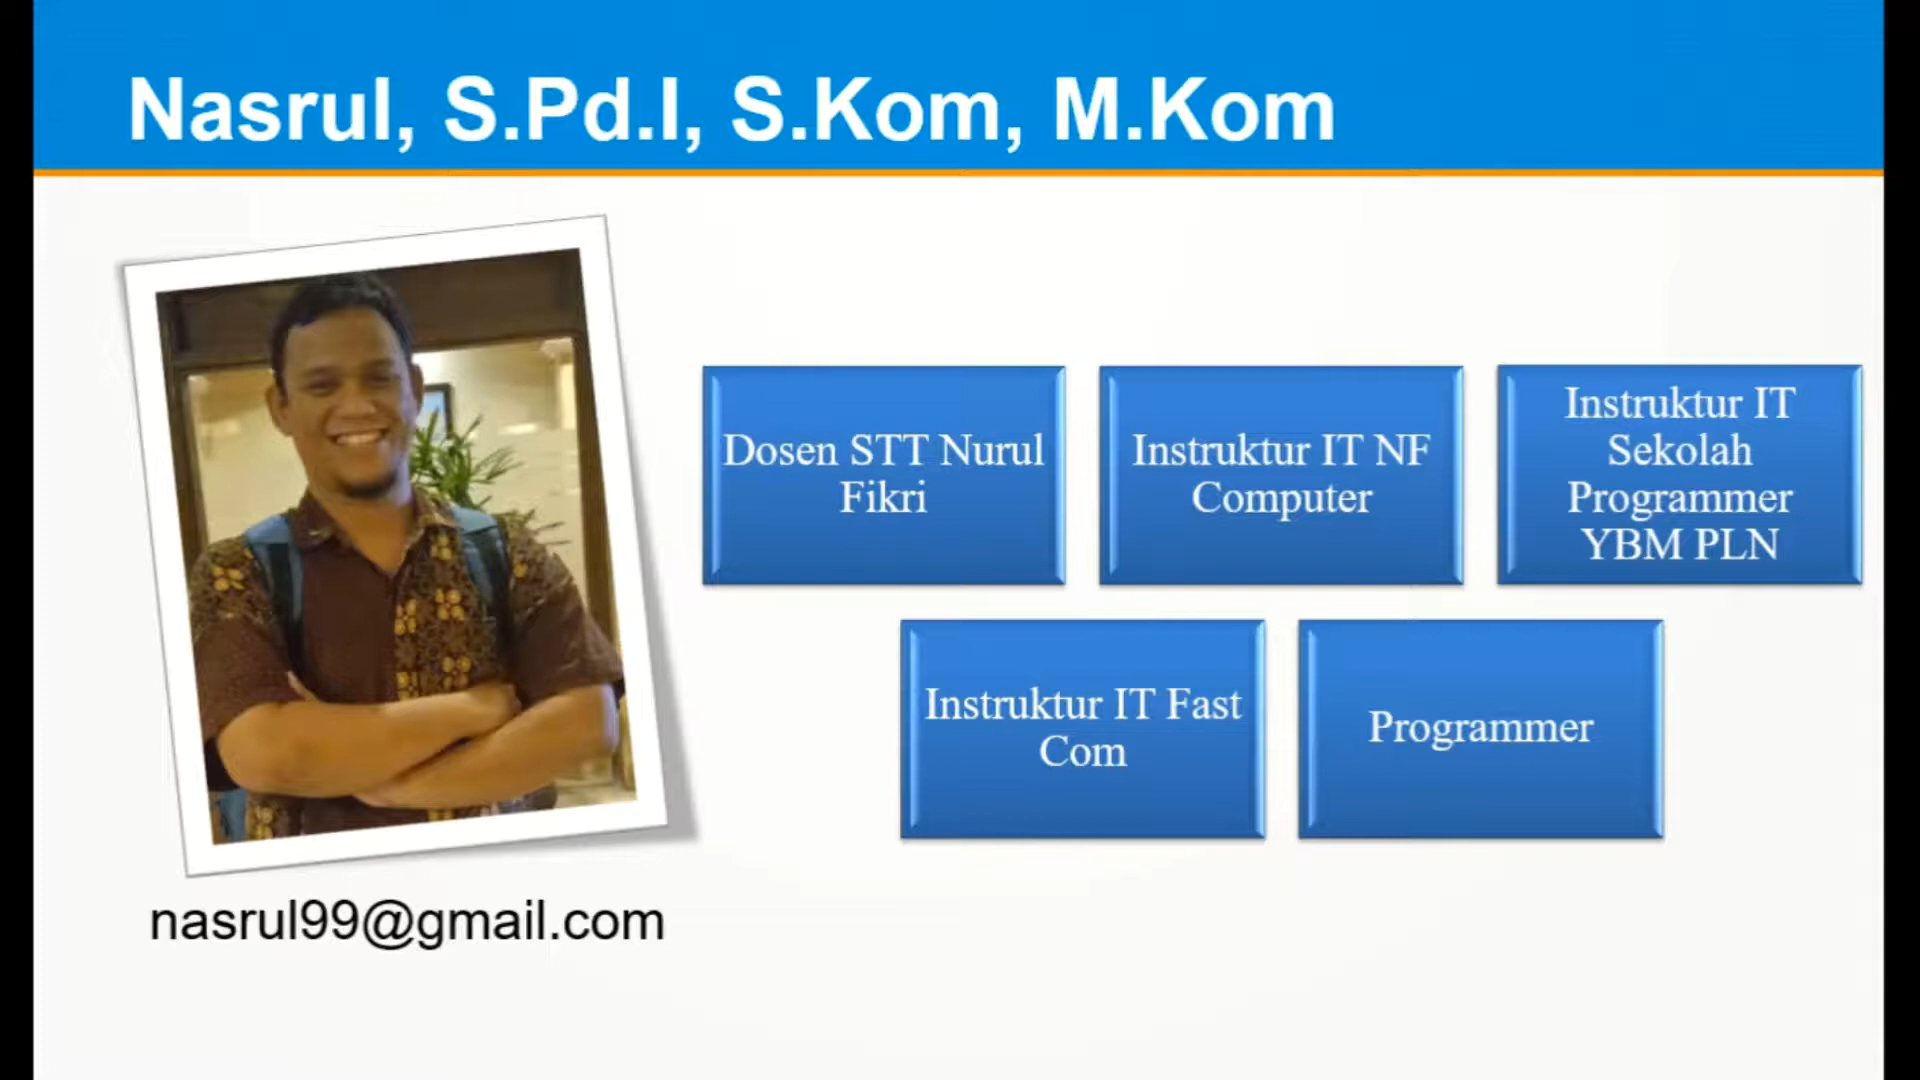 Nasrul, S.Pd.I, S.Kom, M.Kom
Dosen STT Nurul
Fikri
Instruktur IT NF
Computer
Instruktur IT
Sekolah
Programmer
YBM PLN
Instruktur IT Fast
Com
Programmer
nasrul99@gmail.com